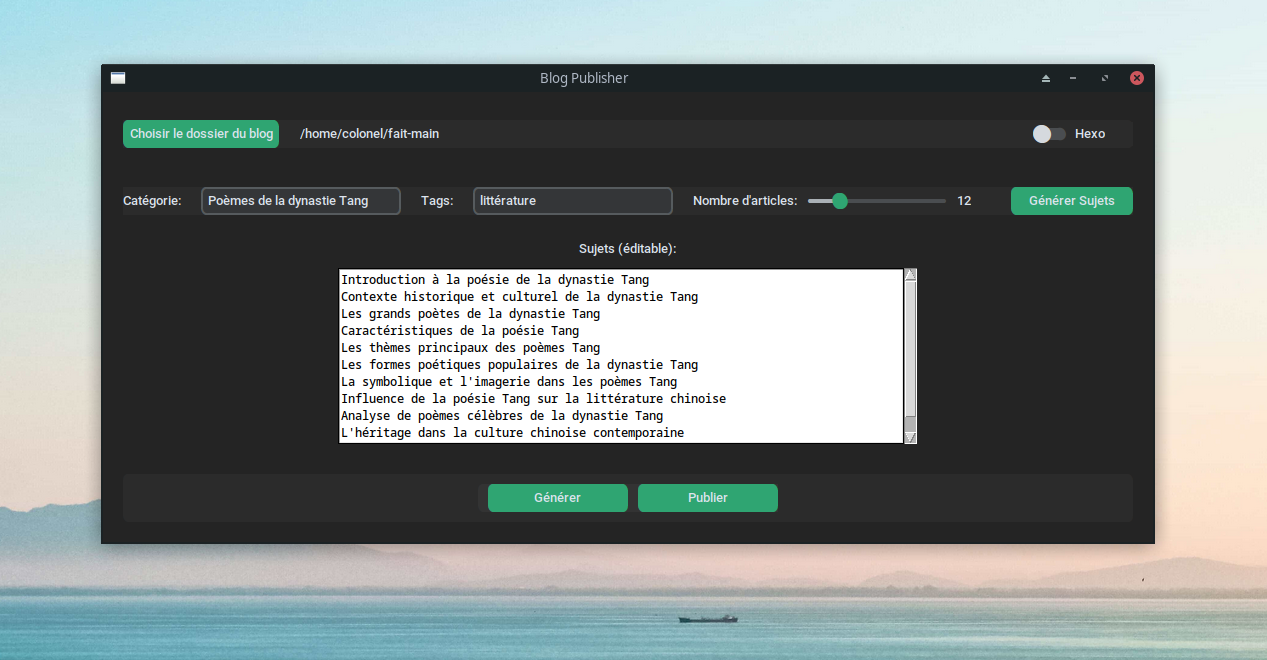 Blog Publisher
Choisir le dossier du blog /home/colonel/fait-main Hexo
Catégorie: Poèmes de la dynastie Tang Tags: littérature Nombre d'articles: 12 Générer Sujets
Sujets (éditable):
Introduction à la poésie de la dynastie Tang
Contexte historique et culturel de la dynastie Tang
Les grands poètes de la dynastie Tang
Caractéristiques de la poésie Tang
Les thèmes principaux des poèmes Tang
Les formes poétiques populaires de la dynastie Tang
La symbolique et l'imagerie dans les poèmes Tang
Influence de la poésie Tang sur la littérature chinoise
Analyse de poèmes célèbres de la dynastie Tang
L'héritage dans la culture chinoise contemporaine
Générer Publier